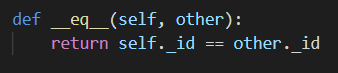 def __eq__(self, other):
    return self._id == other._id